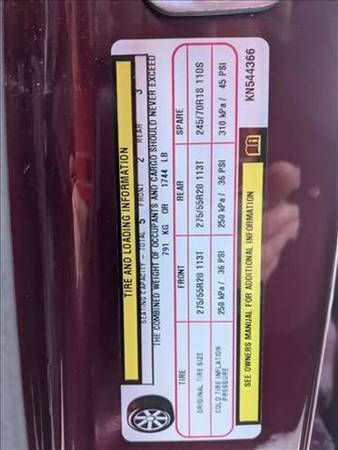 TIRE AND LOADING INFORMATION
SEATING CAPACITY - TOTAL 5 FRONT 2 REAR 3
THE COMBINED WEIGHT OF OCCUPANTS AND CARGO SHOULD NEVER EXCEED
791 KG OR 1744 LB
TIRE FRONT REAR SPARE
ORIGINAL TIRE SIZE 275/55R20 113T 275/55R20 113T 245/70R18 110S
COLD TIRE INFLATION PRESSURE 250 kPa / 36 PSI 250 kPa / 36 PSI 310 kPa / 45 PSI
SEE OWNERS MANUAL FOR ADDITIONAL INFORMATION
KN544366